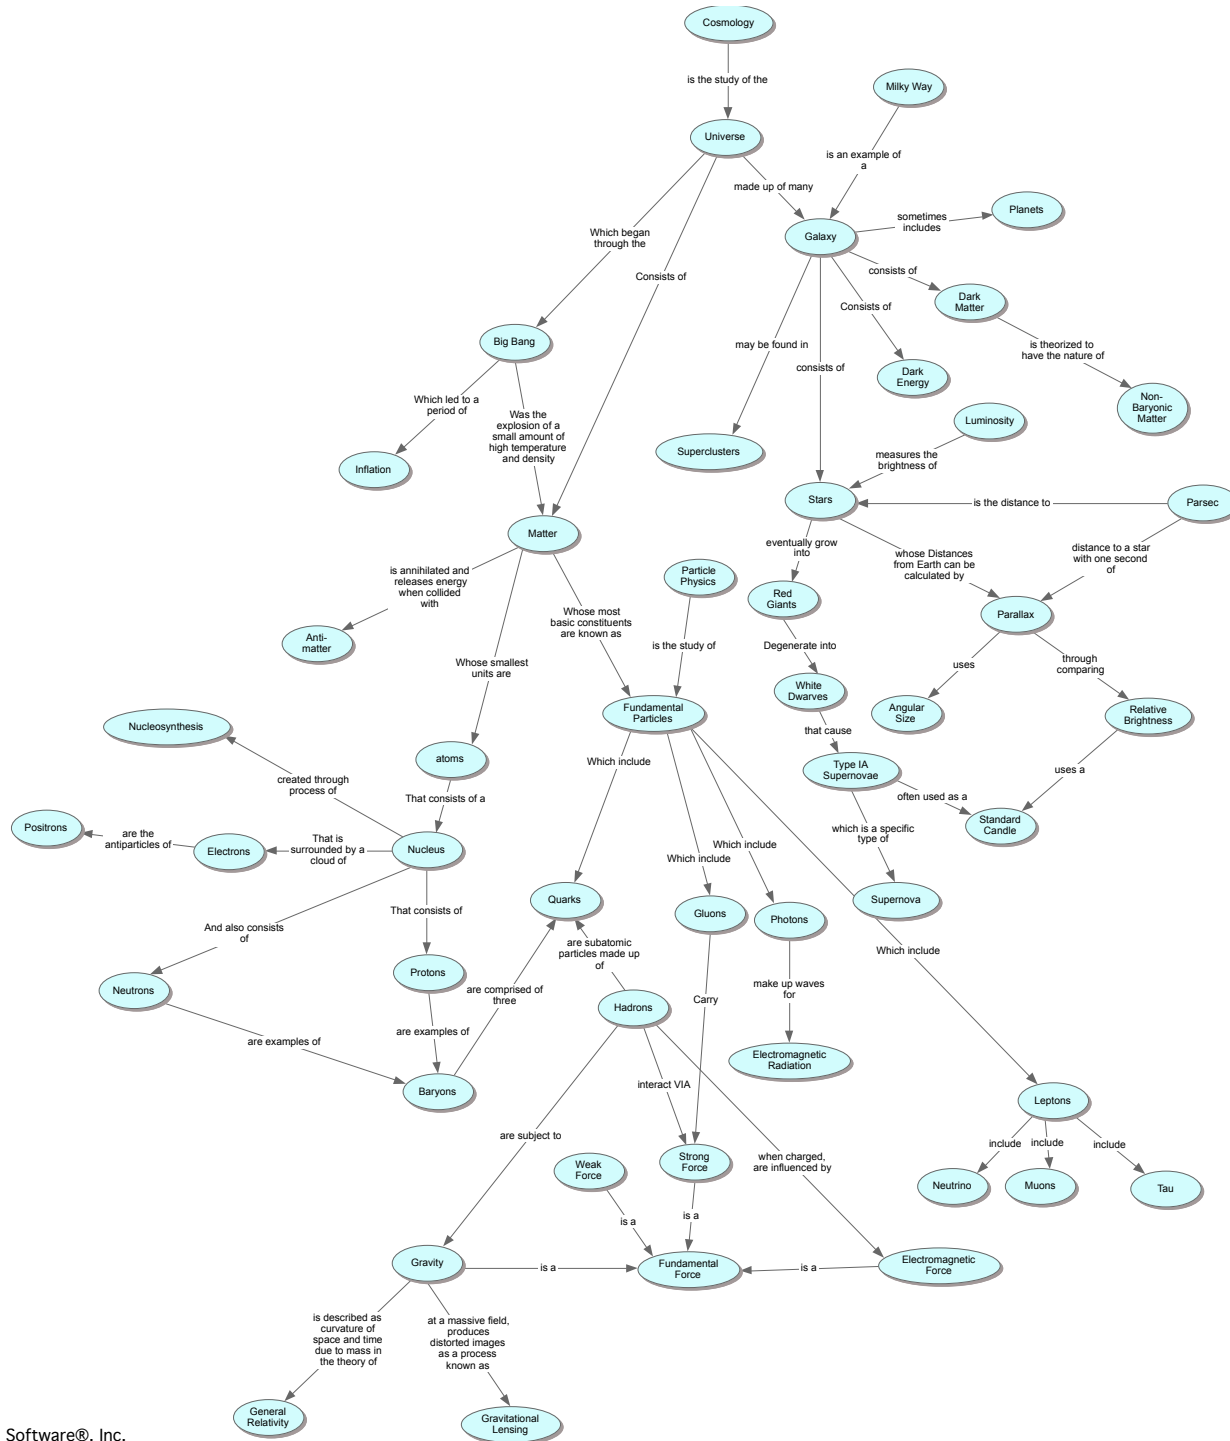 Cosmology
is the study of the
Milky Way
Universe
is an example of
a
made up of many
Planets
sometimes
includes
Which began
through the
Galaxy
consists of
Consists of
Dark
Matter
Consists of
Big Bang
may be found in
is theorized to
have the nature of
consists of
Dark
Energy
Which led to a
period of
Was the
explosion of a
small amount of
high temperature
and density
Non-
Baryonic
Matter
Luminosity
Superclusters
measures the
brightness of
Inflation
Stars
is the distance to
Parsec
Matter
eventually grow
into
whose Distances
from Earth can be
calculated by
distance to a star
with one second
of
is annihilated and
releases energy
when collided
with
Particle
Physics
Red
Giants
Whose most
basic constituents
are known as
Parallax
Anti-
matter
is the study of
Degenerate into
Whose smallest
units are
uses
through
comparing
White
Dwarves
Fundamental
Particles
Angular
Size
Relative
Brightness
Nucleosynthesis
that cause
atoms
Which include
Type IA
Supernovae
uses a
created through
process of
That consists of a
often used as a
Standard
Candle
Positrons
are the
antiparticles of
Electrons
That is
surrounded by a
cloud of
Nucleus
which is a specific
type of
Which include
Which include
Quarks
Gluons
Photons
Supernova
That consists of
And also consists
of
are subatomic
particles made up
of
Which include
Neutrons
Protons
are comprised of
three
Hadrons
Carry
make up waves
for
are examples of
are examples of
Electromagnetic
Radiation
Baryons
interact VIA
Leptons
are subject to
include
include
include
Weak
Force
Strong
Force
when charged,
are influenced by
Neutrino
Muons
Tau
is a
is a
Gravity
is a
Fundamental
Force
is a
Electromagnetic
Force
is described as
curvature of
space and time
due to mass in
the theory of
at a massive field,
produces
distorted images
as a process
known as
General
Relativity
Gravitational
Lensing
Software®, Inc.